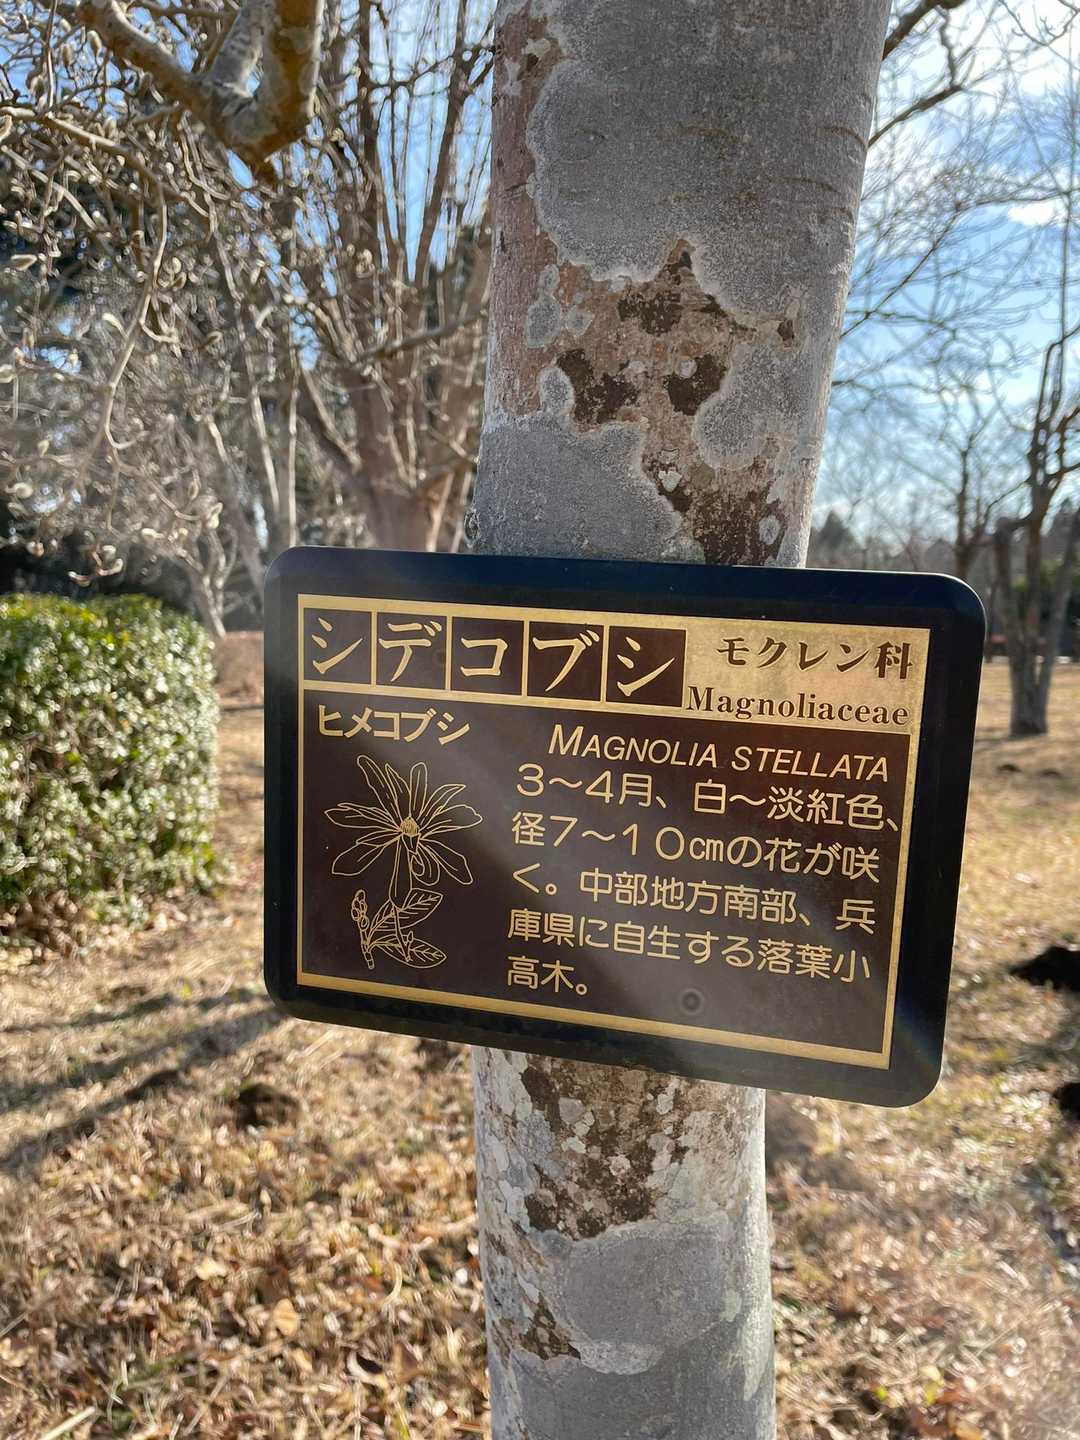 シデコブシ
モクレン科
Magnoliaceae
ヒメコブシ
MAGNOLIA STELLATA
3〜4月、白〜淡紅色、
径7〜10㎝の花が咲
く。中部地方南部、兵
庫県に自生する落葉小
高木。